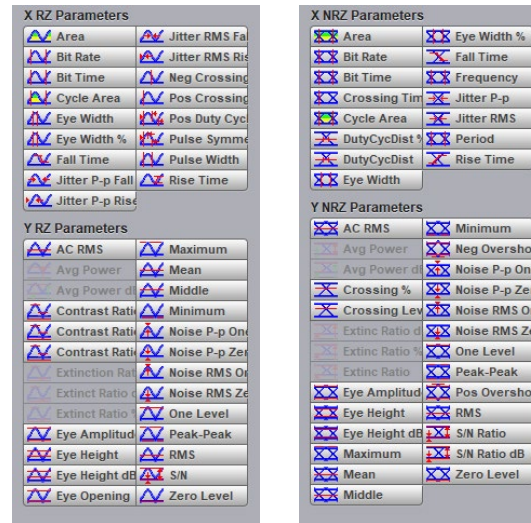 X RZ Parameters
Area
Bit Rate
Bit Time
Cycle Area
Eye Width
Eye Width %
Fall Time
Jitter P-p Fall
Jitter P-p Rise
Jitter RMS Fal
Jitter RMS Ris
Neg Crossing
Pos Crossing
Pos Duty Cycl
Pulse Symme
Pulse Width
Rise Time
Y RZ Parameters
AC RMS
Avg Power
Avg Power dB
Contrast Ratio
Contrast Ratio
Contrast Ratio
Extinction Rat
Extinct Ratio
Extinct Ratio
Eye Amplitud
Eye Height
Eye Height dB
Eye Opening
Maximum
Mean
Middle
Minimum
Noise P-p One
Noise P-p Zer
Noise RMS On
Noise RMS Ze
One Level
Peak-Peak
RMS
S/N
Zero Level
X NRZ Parameters
Area
Bit Rate
Bit Time
Crossing Tim
Cycle Area
DutyCycDist %
DutyCycDist
Eye Width
Eye Width %
Fall Time
Frequency
Jitter P-p
Jitter RMS
Period
Rise Time
Y NRZ Parameters
AC RMS
Avg Power
Avg Power dB
Crossing %
Crossing Lev
Extinc Ratio
Extinc Ratio %
Extinc Ratio
Eye Amplitud
Eye Height
Eye Height dB
Maximum
Mean
Middle
Minimum
Neg Oversho
Noise P-p On
Noise P-p Ze
Noise RMS O
Noise RMS Z
One Level
Peak-Peak
Pos Oversho
RMS
S/N Ratio
S/N Ratio dB
Zero Level